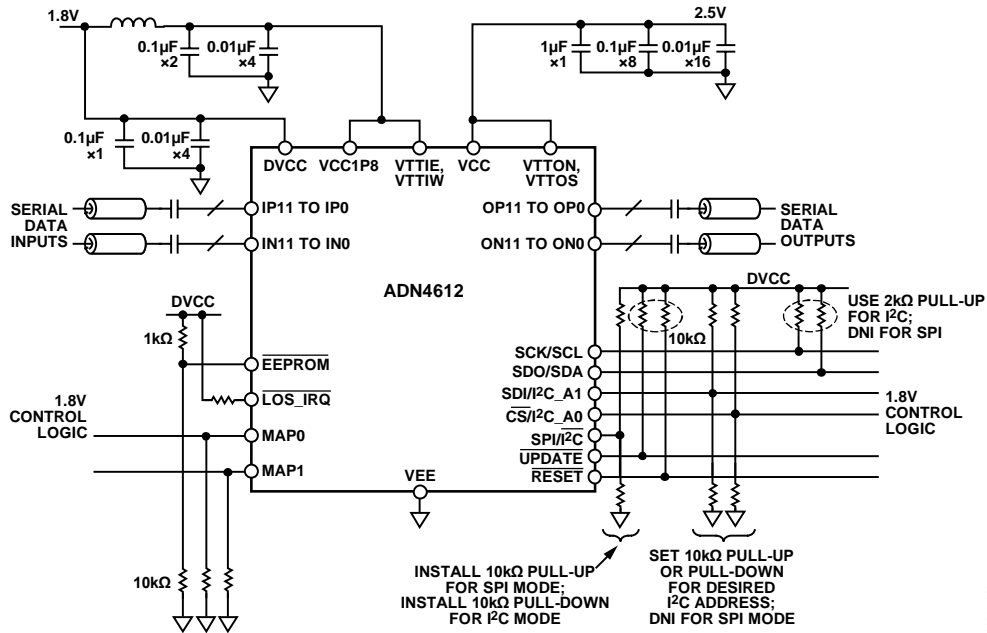 1.8V
2.5V
0.1µF
×2
0.01µF
×4
1µF
×1
0.1µF
×8
0.01µF
×16
0.1µF
×1
0.01µF
×4
DVCC
VCC1P8
VTTIE,
VTTIW
VCC
VTTON,
VTTOS
SERIAL
DATA
INPUTS
IP11 TO IP0
IN11 TO IN0
OP11 TO OP0
ON11 TO ON0
SERIAL
DATA
OUTPUTS
ADN4612
DVCC
1kΩ
EEPROM
LOS_IRQ
1.8V
CONTROL
LOGIC
MAP0
MAP1
10kΩ
VEE
DVCC
10kΩ
USE 2kΩ PULL-UP
FOR I²C;
DNI FOR SPI
SCK/SCL
SDO/SDA
SDI/I²C_A1
CS/I²C_A0
SPI/I²C
UPDATE
RESET
1.8V
CONTROL
LOGIC
INSTALL 10kΩ PULL-UP
FOR SPI MODE;
INSTALL 10kΩ PULL-DOWN
FOR I²C MODE
SET 10kΩ PULL-UP
OR PULL-DOWN
FOR DESIRED
I²C ADDRESS;
DNI FOR SPI MODE